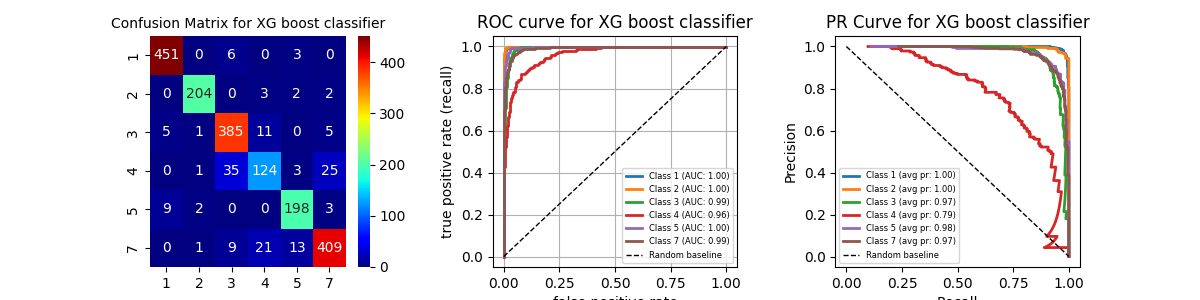 Confusion Matrix for XG boost classifier
1 451 0 6 0 3 0
2 0 204 0 3 2 2
3 5 1 385 11 0 5
4 0 1 35 124 3 25
5 9 2 0 0 198 3
7 0 1 9 21 13 409
1 2 3 4 5 7
400
300
200
100
0
ROC curve for XG boost classifier
true positive rate (recall)
1.0
0.8
0.6
0.4
0.2
0.0
Class 1 (AUC: 1.00)
Class 2 (AUC: 1.00)
Class 3 (AUC: 0.99)
Class 4 (AUC: 0.96)
Class 5 (AUC: 1.00)
Class 7 (AUC: 0.99)
Random baseline
0.00 0.25 0.50 0.75 1.00
false positive rate
PR Curve for XG boost classifier
Precision
1.0
0.8
0.6
0.4
0.2
0.0
Class 1 (avg pr: 1.00)
Class 2 (avg pr: 1.00)
Class 3 (avg pr: 0.97)
Class 4 (avg pr: 0.79)
Class 5 (avg pr: 0.98)
Class 7 (avg pr: 0.97)
Random baseline
0.00 0.25 0.50 0.75 1.00
Recall